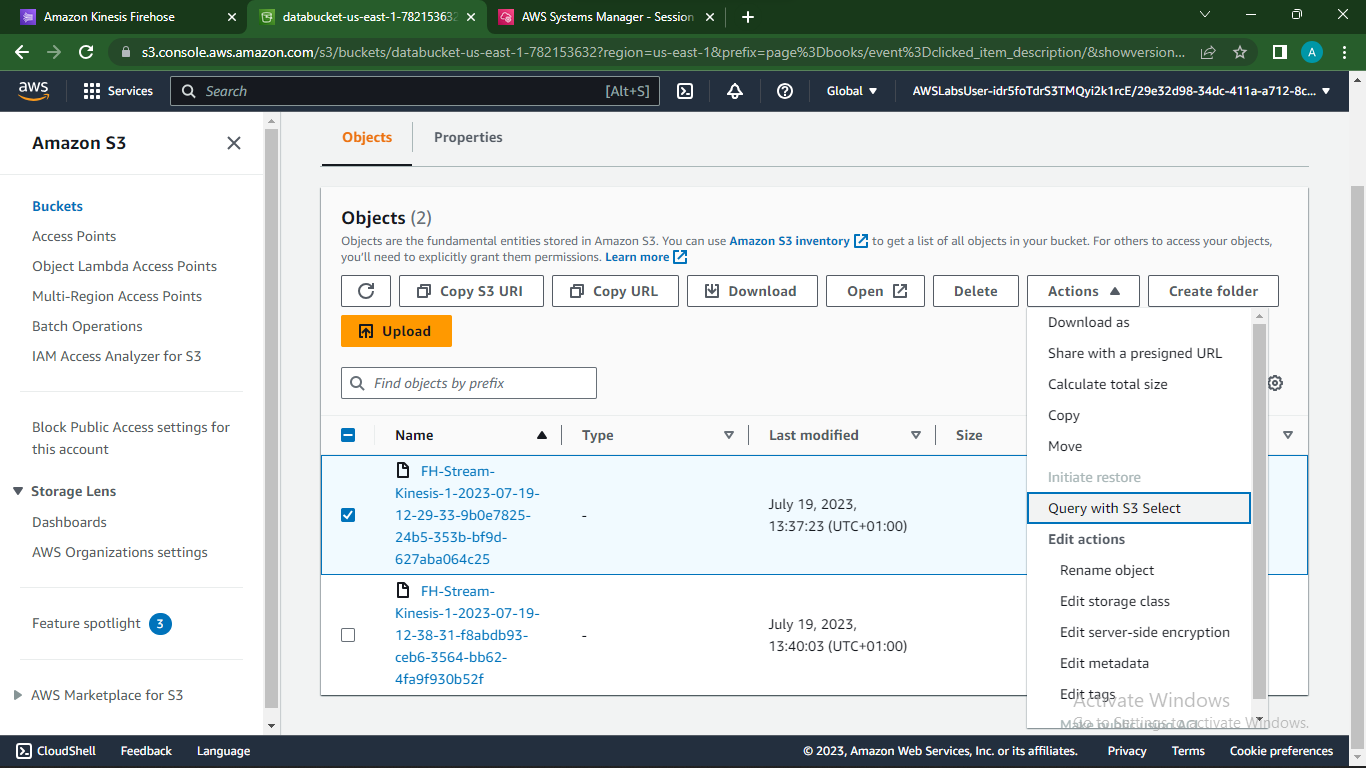 Amazon Kinesis Firehose
databucket-us-east-1-782153632
AWS Systems Manager - Session
s3.console.aws.amazon.com/s3/buckets/databucket-us-east-1-782153632?region=us-east-1&prefix=page%3Dbooks/event%3Dclicked_item_description/&showversion...
A
aws
Services
Search
[Alt+S]
Global
AWSLabsUser-idr5foTdrS3TMQyi2k1rcE/29e32d98-34dc-411a-a712-8c...
Amazon S3
Buckets
Access Points
Object Lambda Access Points
Multi-Region Access Points
Batch Operations
IAM Access Analyzer for S3
Block Public Access settings for
this account
Storage Lens
Dashboards
AWS Organizations settings
Feature spotlight 3
AWS Marketplace for S3
Objects
Properties
Objects (2)
Objects are the fundamental entities stored in Amazon S3. You can use Amazon S3 inventory to get a list of all objects in your bucket. For others to access your objects,
you'll need to explicitly grant them permissions. Learn more
Copy S3 URI
Copy URL
Download
Open
Delete
Actions
Create folder
Upload
Find objects by prefix
Name
Type
Last modified
Size
FH-Stream-
Kinesis-1-2023-07-19-
12-29-33-9b0e7825-
24b5-353b-bf9d-
627aba064c25
-
July 19, 2023,
13:37:23 (UTC+01:00)
FH-Stream-
Kinesis-1-2023-07-19-
12-38-31-f8abdb93-
ceb6-3564-bb62-
4fa9f930b52f
-
July 19, 2023,
13:40:03 (UTC+01:00)
Download as
Share with a presigned URL
Calculate total size
Copy
Move
Initiate restore
Query with S3 Select
Edit actions
Rename object
Edit storage class
Edit server-side encryption
Edit metadata
Edit tags
Make public using ACL
Activate Windows
Go to Settings to activate Windows.
CloudShell
Feedback
Language
© 2023, Amazon Web Services, Inc. or its affiliates.
Privacy
Terms
Cookie preferences